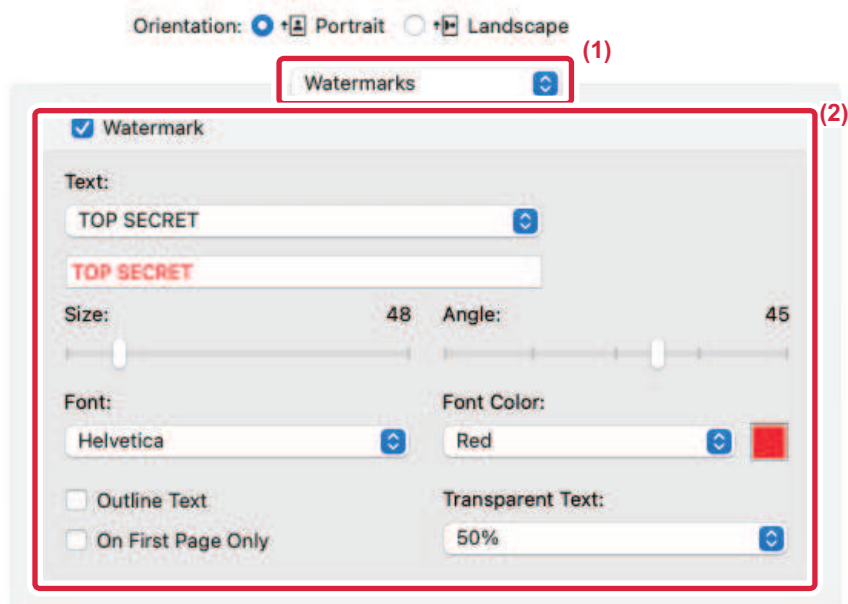 Orientation: Portrait Landscape
(1)
Watermarks
(2)
Watermark
Text:
TOP SECRET
TOP SECRET
Size: 48 Angle: 45
Font: Font Color:
Helvetica Red
Outline Text Transparent Text:
On First Page Only 50%